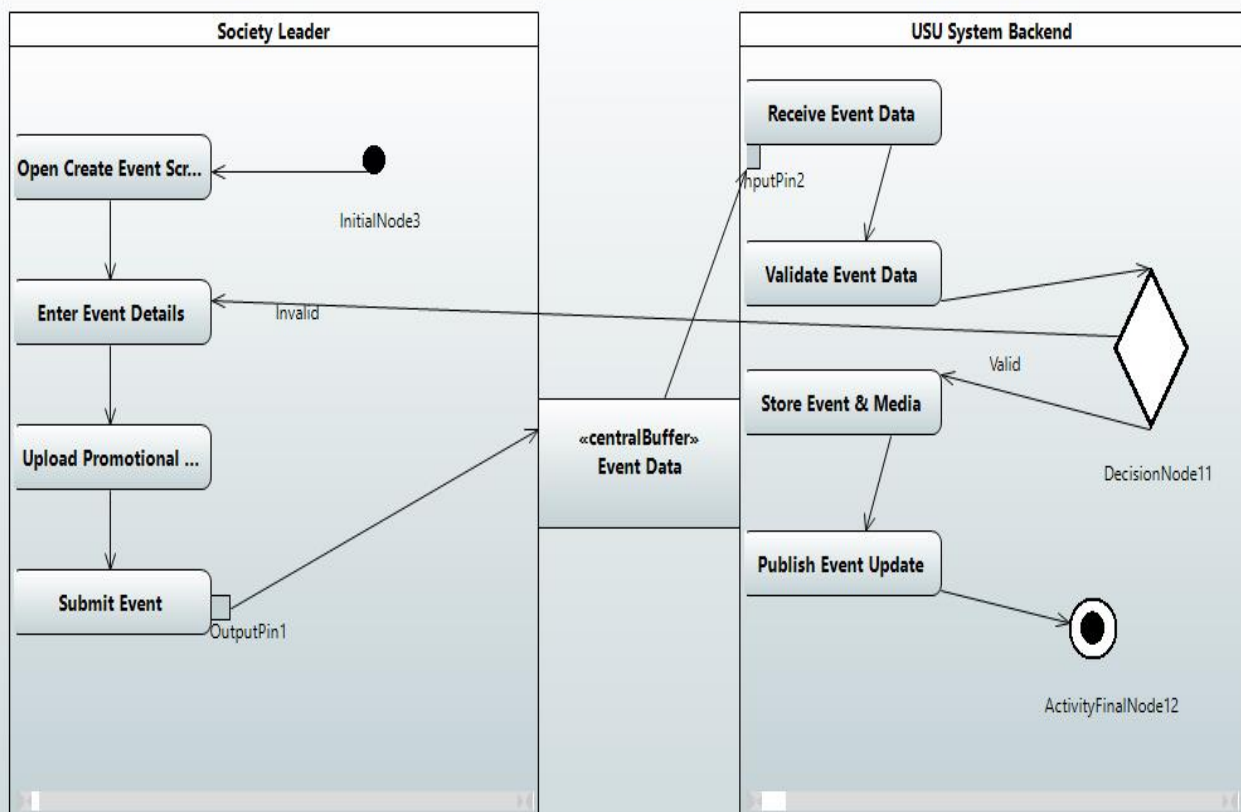 Society Leader
USU System Backend
Open Create Event Scr...
InitialNode3
Enter Event Details
Invalid
Upload Promotional ...
Submit Event
OutputPin1
«centralBuffer»
Event Data
Receive Event Data
nputPin2
Validate Event Data
Valid
Store Event & Media
DecisionNode11
Publish Event Update
ActivityFinalNode12